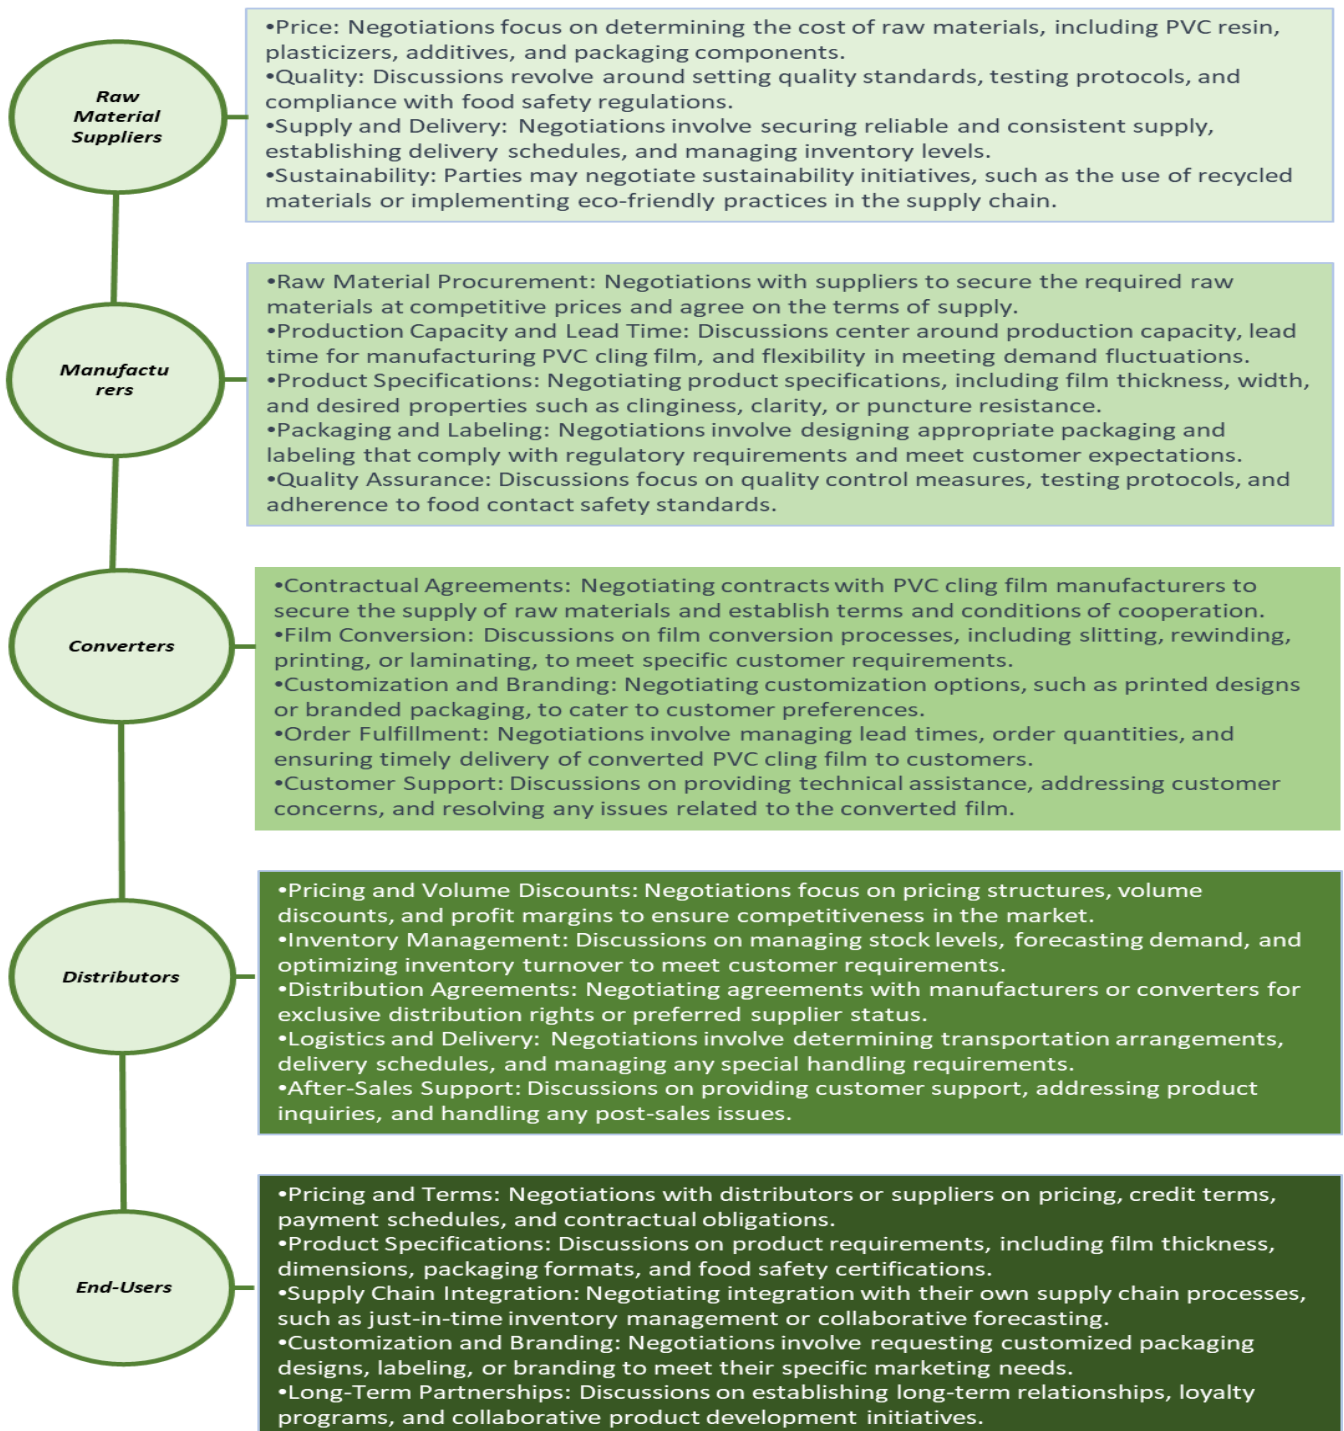 Raw
Material
Suppliers
•Price: Negotiations focus on determining the cost of raw materials, including PVC resin,
plasticizers, additives, and packaging components.
•Quality: Discussions revolve around setting quality standards, testing protocols, and
compliance with food safety regulations.
•Supply and Delivery: Negotiations involve securing reliable and consistent supply,
establishing delivery schedules, and managing inventory levels.
•Sustainability: Parties may negotiate sustainability initiatives, such as the use of recycled
materials or implementing eco-friendly practices in the supply chain.
Manufactu
rers
•Raw Material Procurement: Negotiations with suppliers to secure the required raw
materials at competitive prices and agree on the terms of supply.
•Production Capacity and Lead Time: Discussions center around production capacity, lead
time for manufacturing PVC cling film, and flexibility in meeting demand fluctuations.
•Product Specifications: Negotiating product specifications, including film thickness, width,
and desired properties such as clinginess, clarity, or puncture resistance.
•Packaging and Labeling: Negotiations involve designing appropriate packaging and
labeling that comply with regulatory requirements and meet customer expectations.
•Quality Assurance: Discussions focus on quality control measures, testing protocols, and
adherence to food contact safety standards.
Converters
•Contractual Agreements: Negotiating contracts with PVC cling film manufacturers to
secure the supply of raw materials and establish terms and conditions of cooperation.
•Film Conversion: Discussions on film conversion processes, including slitting, rewinding,
printing, or laminating, to meet specific customer requirements.
•Customization and Branding: Negotiating customization options, such as printed designs
or branded packaging, to cater to customer preferences.
•Order Fulfillment: Negotiations involve managing lead times, order quantities, and
ensuring timely delivery of converted PVC cling film to customers.
•Customer Support: Discussions on providing technical assistance, addressing customer
concerns, and resolving any issues related to the converted film.
Distributors
•Pricing and Volume Discounts: Negotiations focus on pricing structures, volume
discounts, and profit margins to ensure competitiveness in the market.
•Inventory Management: Discussions on managing stock levels, forecasting demand, and
optimizing inventory turnover to meet customer requirements.
•Distribution Agreements: Negotiating agreements with manufacturers or converters for
exclusive distribution rights or preferred supplier status.
•Logistics and Delivery: Negotiations involve determining transportation arrangements,
delivery schedules, and managing any special handling requirements.
•After-Sales Support: Discussions on providing customer support, addressing product
inquiries, and handling any post-sales issues.
End-Users
•Pricing and Terms: Negotiations with distributors or suppliers on pricing, credit terms,
payment schedules, and contractual obligations.
•Product Specifications: Discussions on product requirements, including film thickness,
dimensions, packaging formats, and food safety certifications.
•Supply Chain Integration: Negotiating integration with their own supply chain processes,
such as just-in-time inventory management or collaborative forecasting.
•Customization and Branding: Negotiations involve requesting customized packaging
designs, labeling, or branding to meet their specific marketing needs.
•Long-Term Partnerships: Discussions on establishing long-term relationships, loyalty
programs, and collaborative product development initiatives.